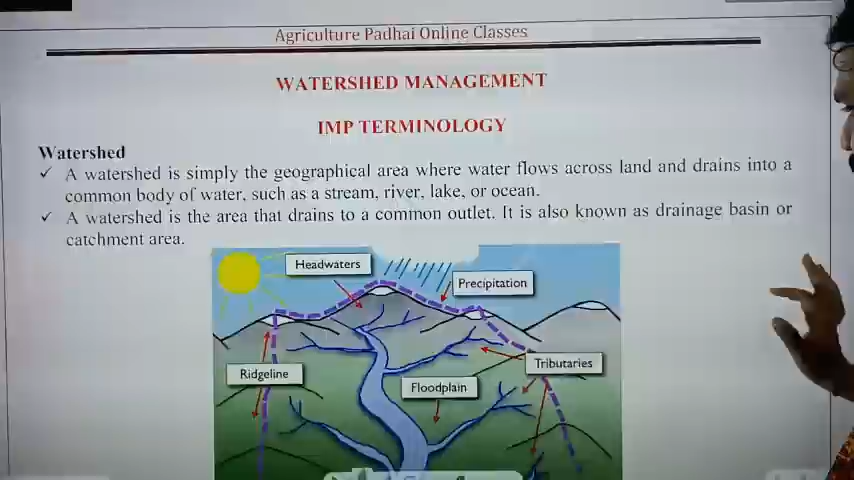 Agriculture Padhai Online Classes
WATERSHED MANAGEMENT
IMP TERMINOLOGY
Watershed
✓ A watershed is simply the geographical area where water flows across land and drains into a
common body of water, such as a stream, river, lake, or ocean.
✓ A watershed is the area that drains to a common outlet. It is also known as drainage basin or
catchment area.
Headwaters
Precipitation
Ridgeline
Tributaries
Floodplain